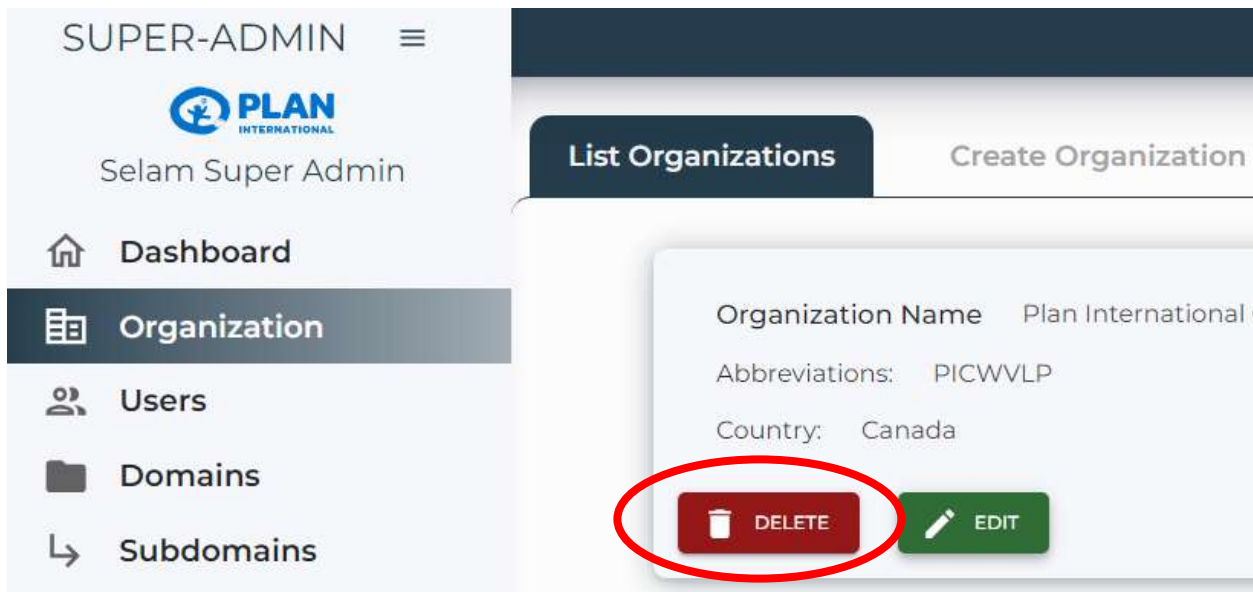 SUPER-ADMIN
PLAN
INTERNATIONAL
Selam Super Admin
Dashboard
Organization
Users
Domains
Subdomains
List Organizations Create Organization
Organization Name Plan International
Abbreviations: PICWVLP
Country: Canada
DELETE EDIT